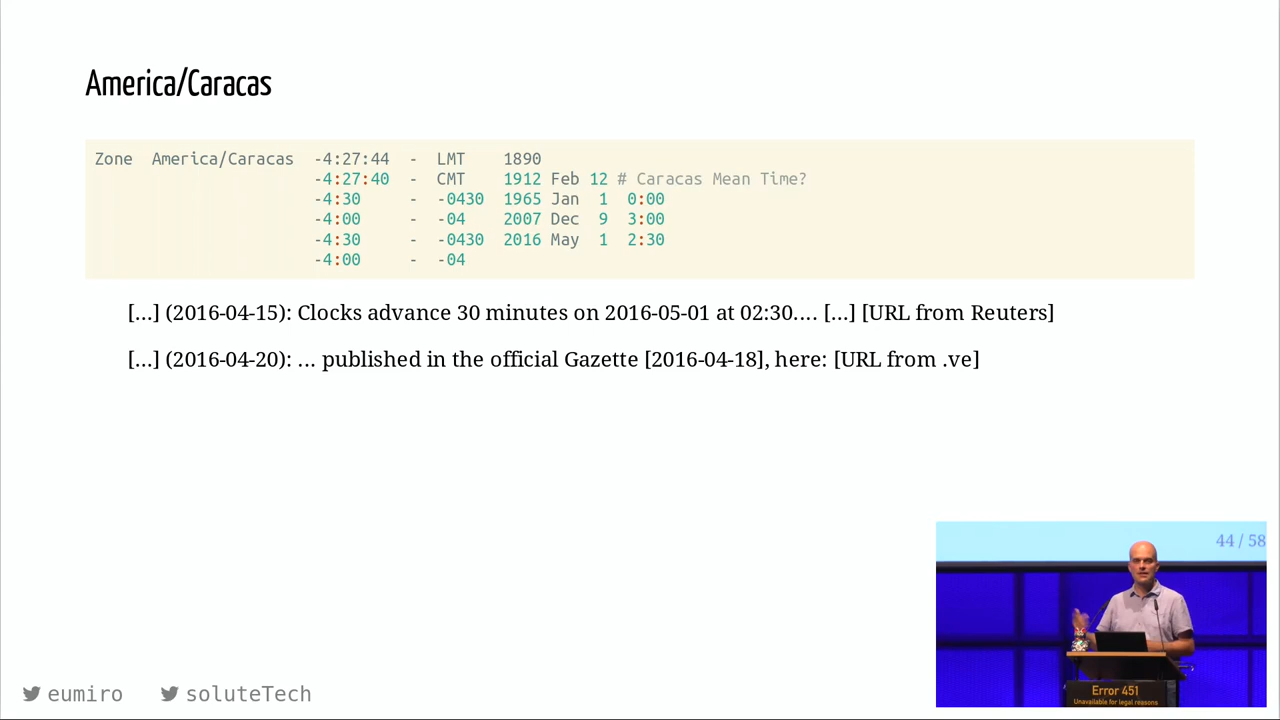 America/Caracas
Zone  America/Caracas  -4:27:44  -  LMT    1890
-4:27:40  -  CMT    1912 Feb 12 # Caracas Mean Time?
-4:30     -  -0430  1965 Jan  1  0:00
-4:00     -  -04    2007 Dec  9  3:00
-4:30     -  -0430  2016 May  1  2:30
-4:00     -  -04
[...] (2016-04-15): Clocks advance 30 minutes on 2016-05-01 at 02:30.... [...] [URL from Reuters]
[...] (2016-04-20): ... published in the official Gazette [2016-04-18], here: [URL from .ve]
44 / 58
Error 451
Unavailable for legal reasons
eumiro soluteTech